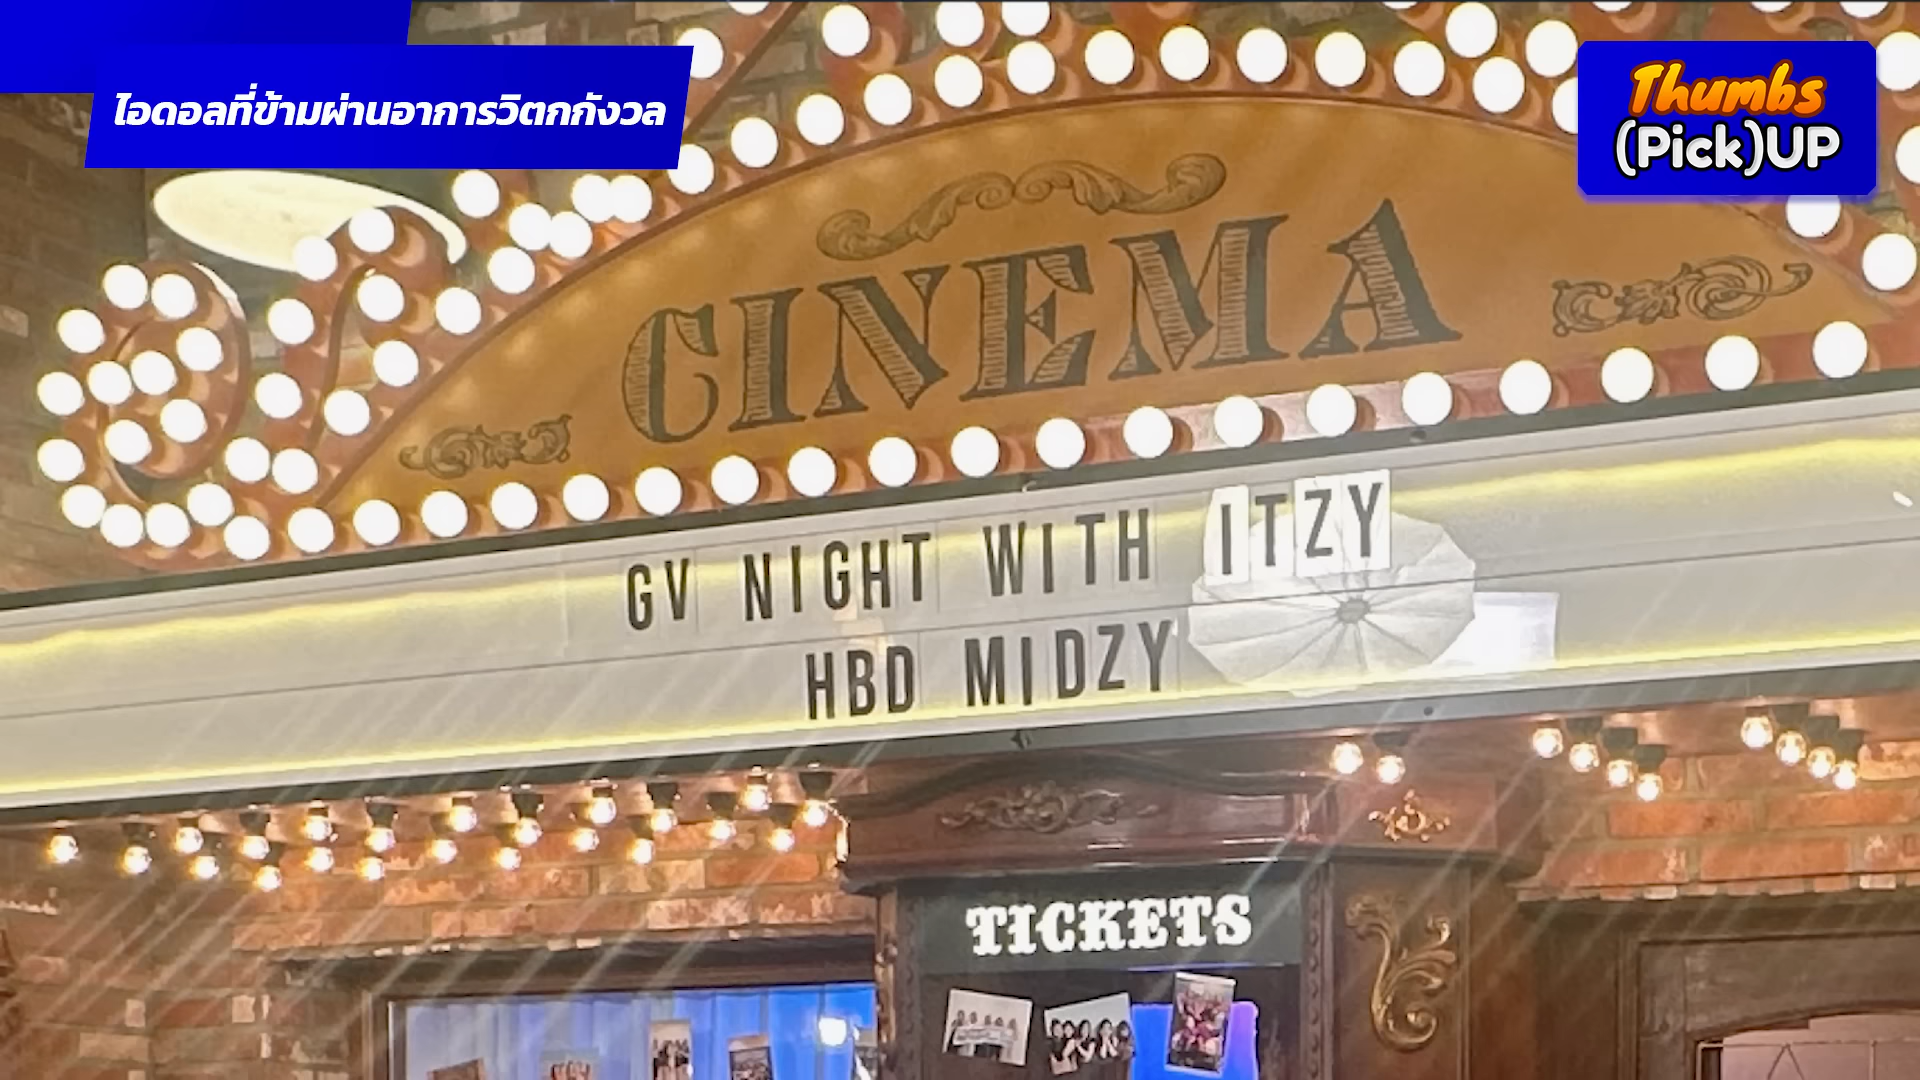 ไอดอลที่ข้ามผ่านอาการวิตกกังวล
Thumbs
(Pick)UP
CINEMA
GV NIGHT WITH ITZY
HBD MIDZY
TICKETS